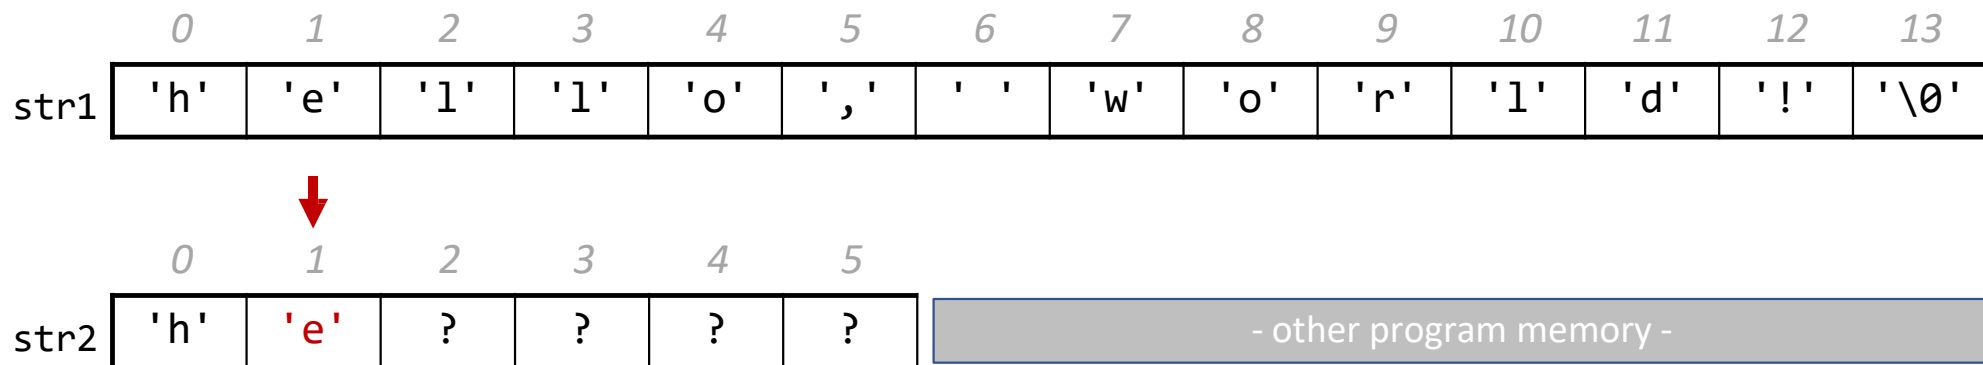 0 1 2 3 4 5 6 7 8 9 10 11 12 13
str1 'h' 'e' 'l' 'l' 'o' ',' ' ' 'w' 'o' 'r' 'l' 'd' '!' '\0'
0 1 2 3 4 5
str2 'h' 'e' ? ? ? ? - other program memory -